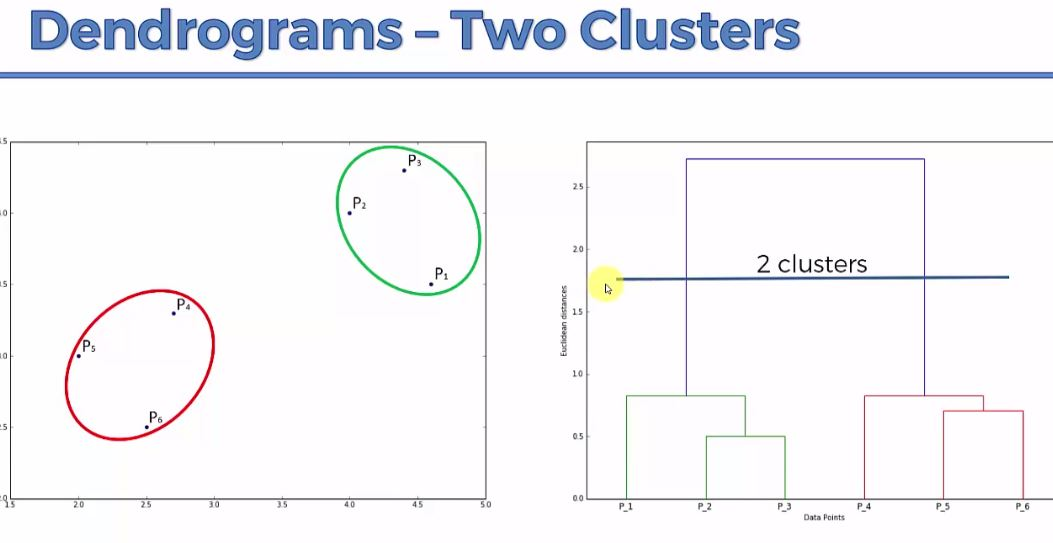 Dendrograms – Two Clusters
P₃
P₂
P₁
P₄
P₅
P₆
1.5 2.0 2.5 3.0 3.5 4.0 4.5 5.0
2 clusters
Euclidean distances
2.5
2.0
1.5
1.0
0.5
0.0
P_1 P_2 P_3 P_4 P_5 P_6
Data Points